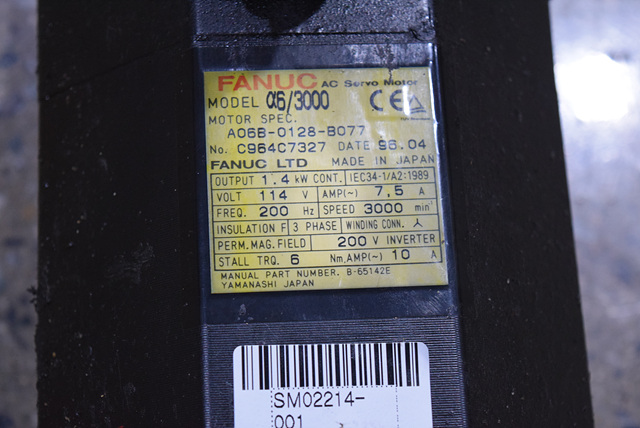 FANUC AC Servo Motor
MODEL α6/3000 CE
MOTOR SPEC.
A06B-0128-B077
No. C964C7327 DATE 96.04
FANUC LTD MADE IN JAPAN
OUTPUT 1.4 kW CONT. IEC34-1/A2:1989
VOLT 114 V AMP(~) 7,5 A
FREQ. 200 Hz SPEED 3000 min⁻¹
INSULATION F 3 PHASE WINDING CONN. 人
PERM. MAG. FIELD 200 V INVERTER
STALL TRQ. 6 Nm, AMP(~) 10 A
MANUAL PART NUMBER. B-65142E
YAMANASHI JAPAN
SM02214-
001